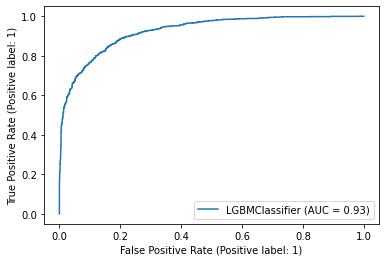 True Positive Rate (Positive label: 1)
1.0
0.8
0.6
0.4
0.2
0.0
LGBMClassifier (AUC = 0.93)
0.0 0.2 0.4 0.6 0.8 1.0
False Positive Rate (Positive label: 1)